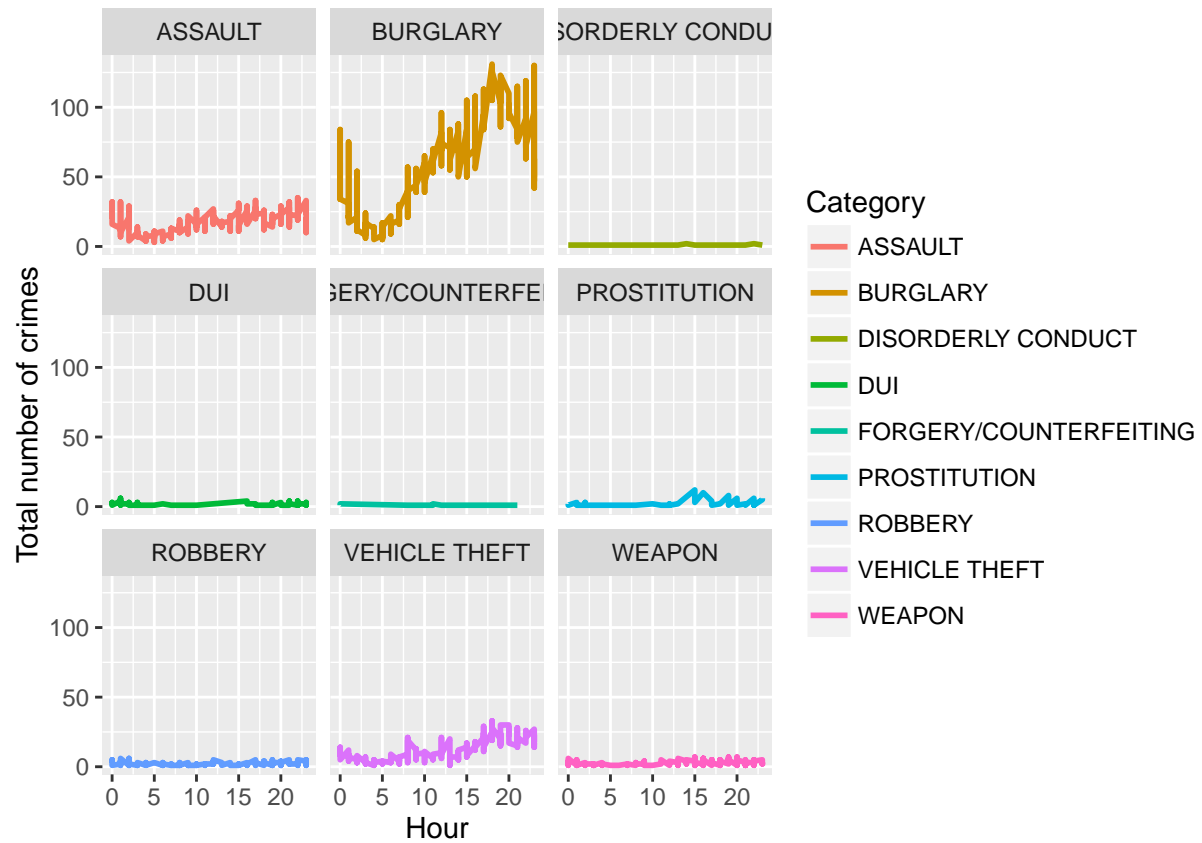 ASSAULT BURGLARY SORDERLY CONDU
100
50
0
DUI GERY/COUNTERFEI PROSTITUTION
100
50
0
ROBBERY VEHICLE THEFT WEAPON
100
50
0
0 5 10 15 20 0 5 10 15 20 0 5 10 15 20
Hour
Total number of crimes
Category
ASSAULT
BURGLARY
DISORDERLY CONDUCT
DUI
FORGERY/COUNTERFEITING
PROSTITUTION
ROBBERY
VEHICLE THEFT
WEAPON